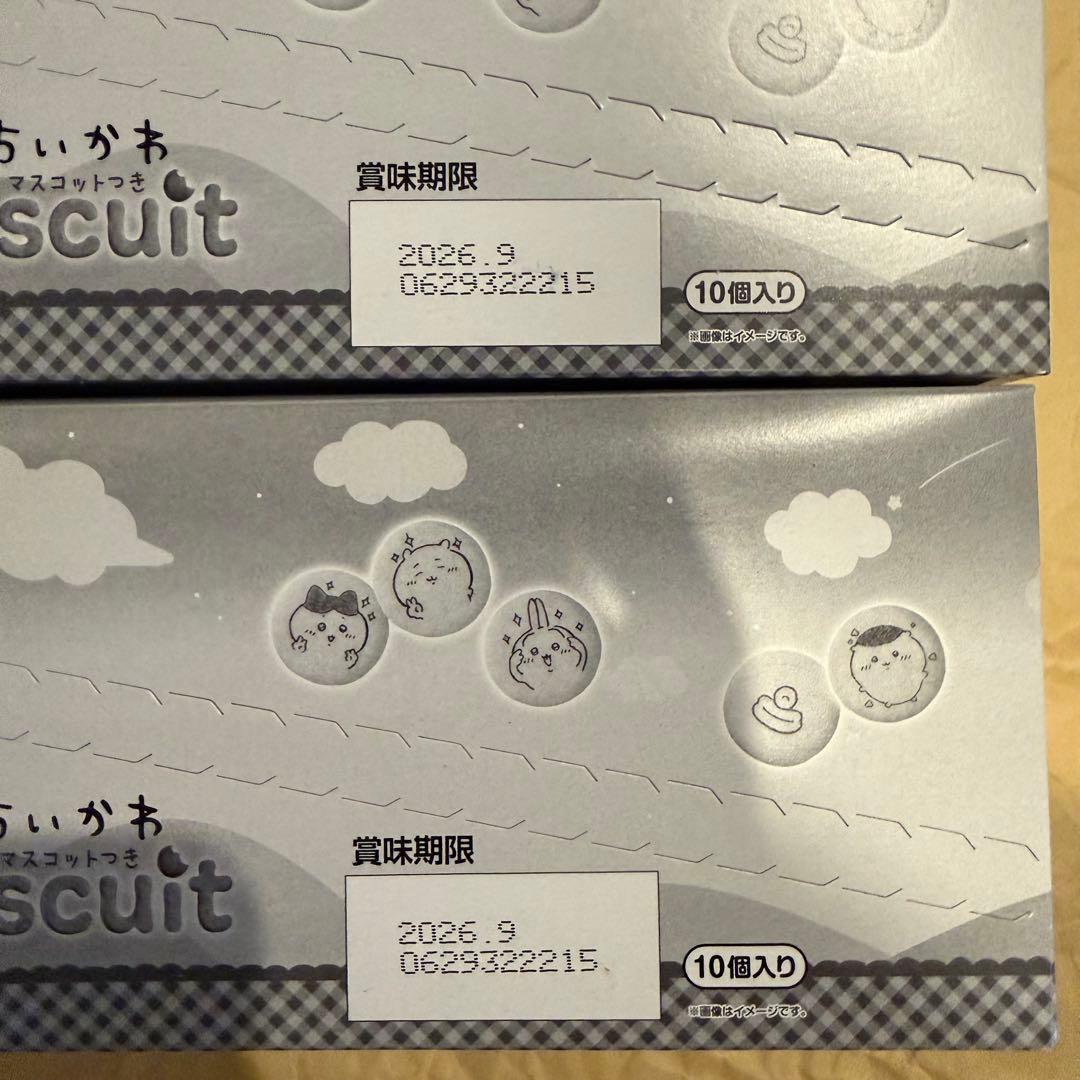 ちいかわ
マスコットつき
scuit
賞味期限
2026.9
0629322215
10個入り
※画像はイメージです。
ちいかわ
マスコットつき
scuit
賞味期限
2026.9
0629322215
10個入り
※画像はイメージです。